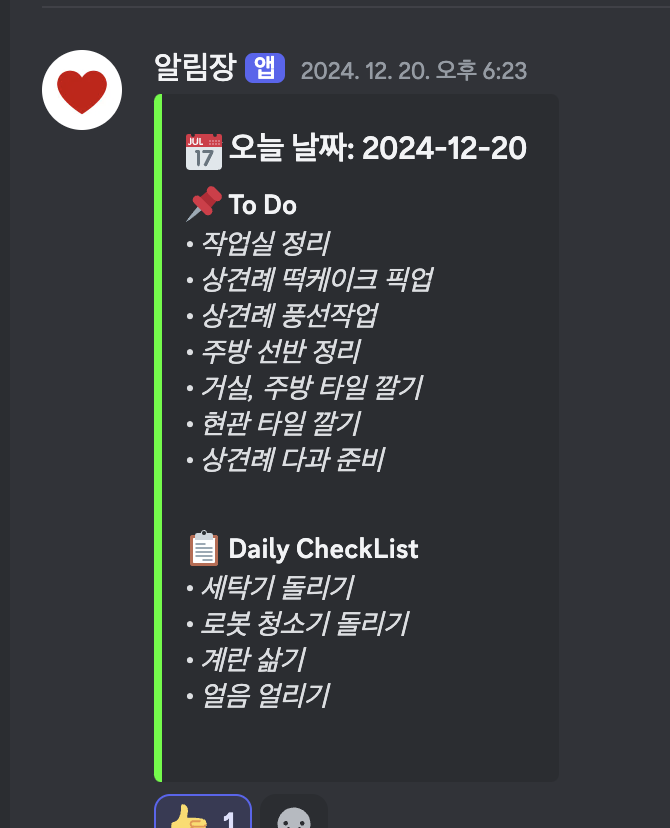 알림장 앱 2024. 12. 20. 오후 6:23
JUL 17 오늘 날짜: 2024-12-20
To Do
• 작업실 정리
• 상견례 떡케이크 픽업
• 상견례 풍선작업
• 주방 선반 정리
• 거실, 주방 타일 깔기
• 현관 타일 깔기
• 상견례 다과 준비
Daily CheckList
• 세탁기 돌리기
• 로봇 청소기 돌리기
• 계란 삶기
• 얼음 얼리기
1